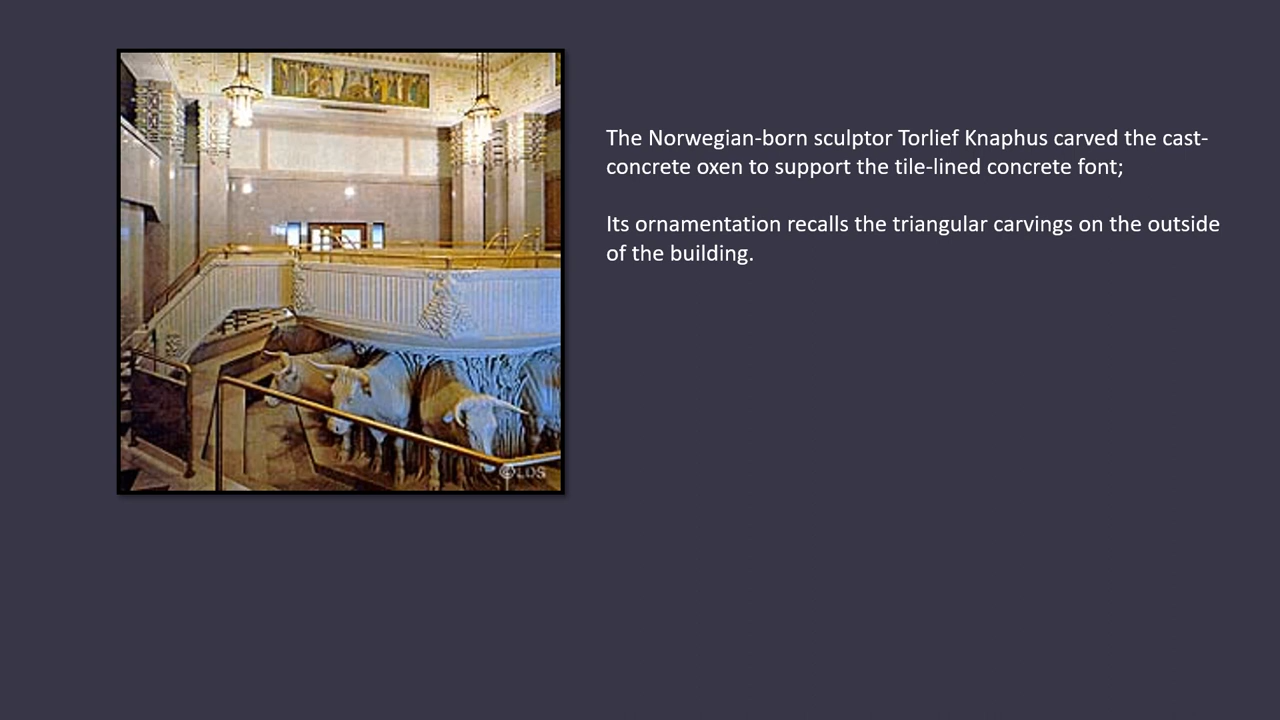 The Norwegian-born sculptor Torlief Knaphus carved the cast-
concrete oxen to support the tile-lined concrete font;
Its ornamentation recalls the triangular carvings on the outside
of the building.
©LDS